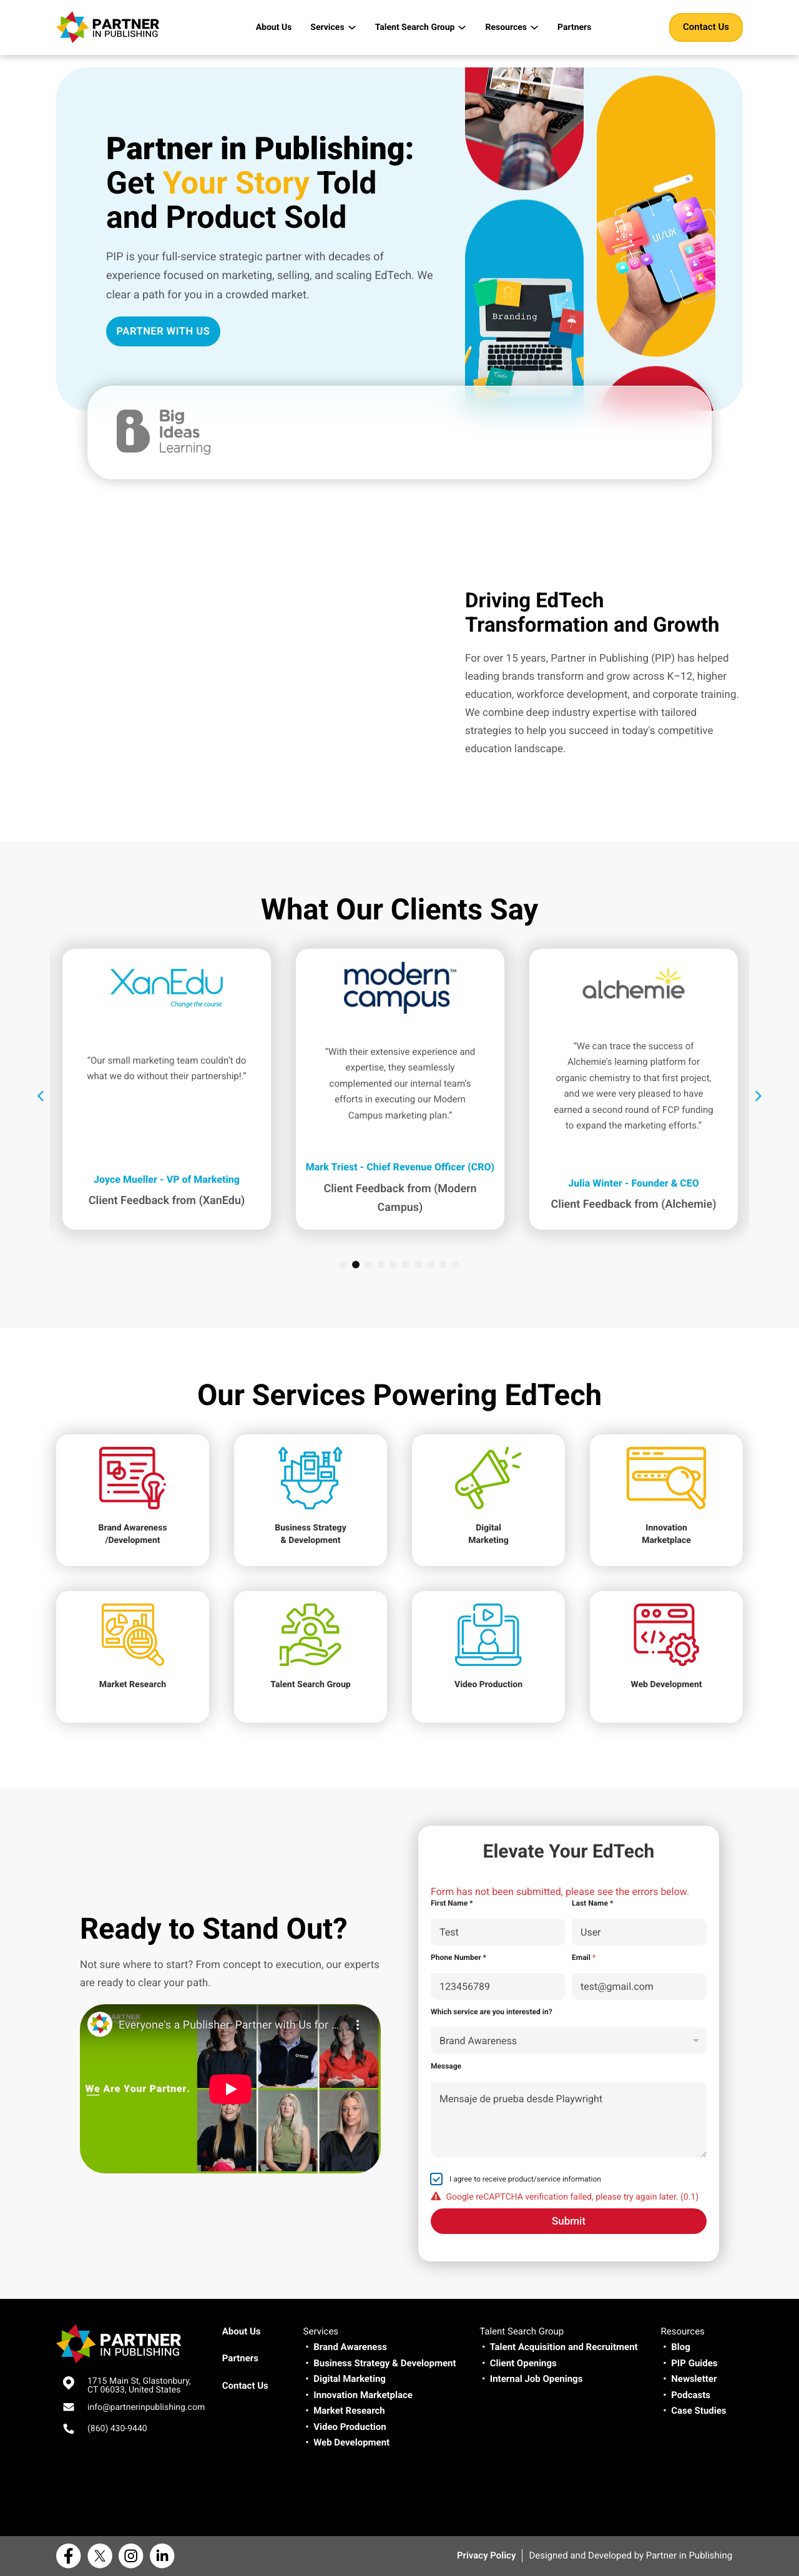 PARTNER
IN PUBLISHING
About Us
Services
Talent Search Group
Resources
Partners
Contact Us
Partner in Publishing:
Get Your Story Told
and Product Sold
PIP is your full-service strategic partner with decades of
experience focused on marketing, selling, and scaling EdTech. We
clear a path for you in a crowded market.
PARTNER WITH US
UI/UX
Branding
Big
Ideas
Learning
Driving EdTech
Transformation and Growth
For over 15 years, Partner in Publishing (PIP) has helped
leading brands transform and grow across K–12, higher
education, workforce development, and corporate training.
We combine deep industry expertise with tailored
strategies to help you succeed in today's competitive
education landscape.
What Our Clients Say
XanEdu
Change the course.
“Our small marketing team couldn’t do
what we do without their partnership!.”
Joyce Mueller - VP of Marketing
Client Feedback from (XanEdu)
modern
campus™
“With their extensive experience and
expertise, they seamlessly
complemented our internal team’s
efforts in executing our Modern
Campus marketing plan.”
Mark Triest - Chief Revenue Officer (CRO)
Client Feedback from (Modern
Campus)
alchemie
“We can trace the success of
Alchemie’s learning platform for
organic chemistry to that first project,
and we were very pleased to have
earned a second round of FCP funding
to expand the marketing efforts.”
Julia Winter - Founder & CEO
Client Feedback from (Alchemie)
Our Services Powering EdTech
Brand Awareness
/Development
Business Strategy
& Development
Digital
Marketing
Innovation
Marketplace
Market Research
Talent Search Group
Video Production
Web Development
Ready to Stand Out?
Not sure where to start? From concept to execution, our experts
are ready to clear your path.
Everyone's a Publisher: Partner with Us for ...
We Are Your Partner.
Elevate Your EdTech
Form has not been submitted, please see the errors below.
First Name *
Last Name *
Test
User
Phone Number *
Email *
123456789
test@gmail.com
Which service are you interested in?
Brand Awareness
Message
Mensaje de prueba desde Playwright
I agree to receive product/service information
Google reCAPTCHA verification failed, please try again later. (0.1)
Submit
PARTNER
IN PUBLISHING
1715 Main St, Glastonbury,
CT 06033, United States
info@partnerinpublishing.com
(860) 430-9440
About Us
Partners
Contact Us
Services
• Brand Awareness
• Business Strategy & Development
• Digital Marketing
• Innovation Marketplace
• Market Research
• Video Production
• Web Development
Talent Search Group
• Talent Acquisition and Recruitment
• Client Openings
• Internal Job Openings
Resources
• Blog
• PIP Guides
• Newsletter
• Podcasts
• Case Studies
Privacy Policy
Designed and Developed by Partner in Publishing